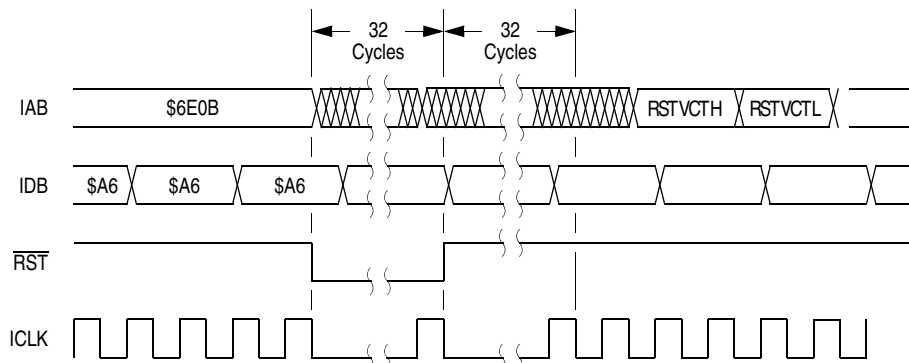 32
Cycles
32
Cycles
IAB $6E0B RSTVCTH RSTVCTL
IDB $A6 $A6 $A6
RST
ICLK